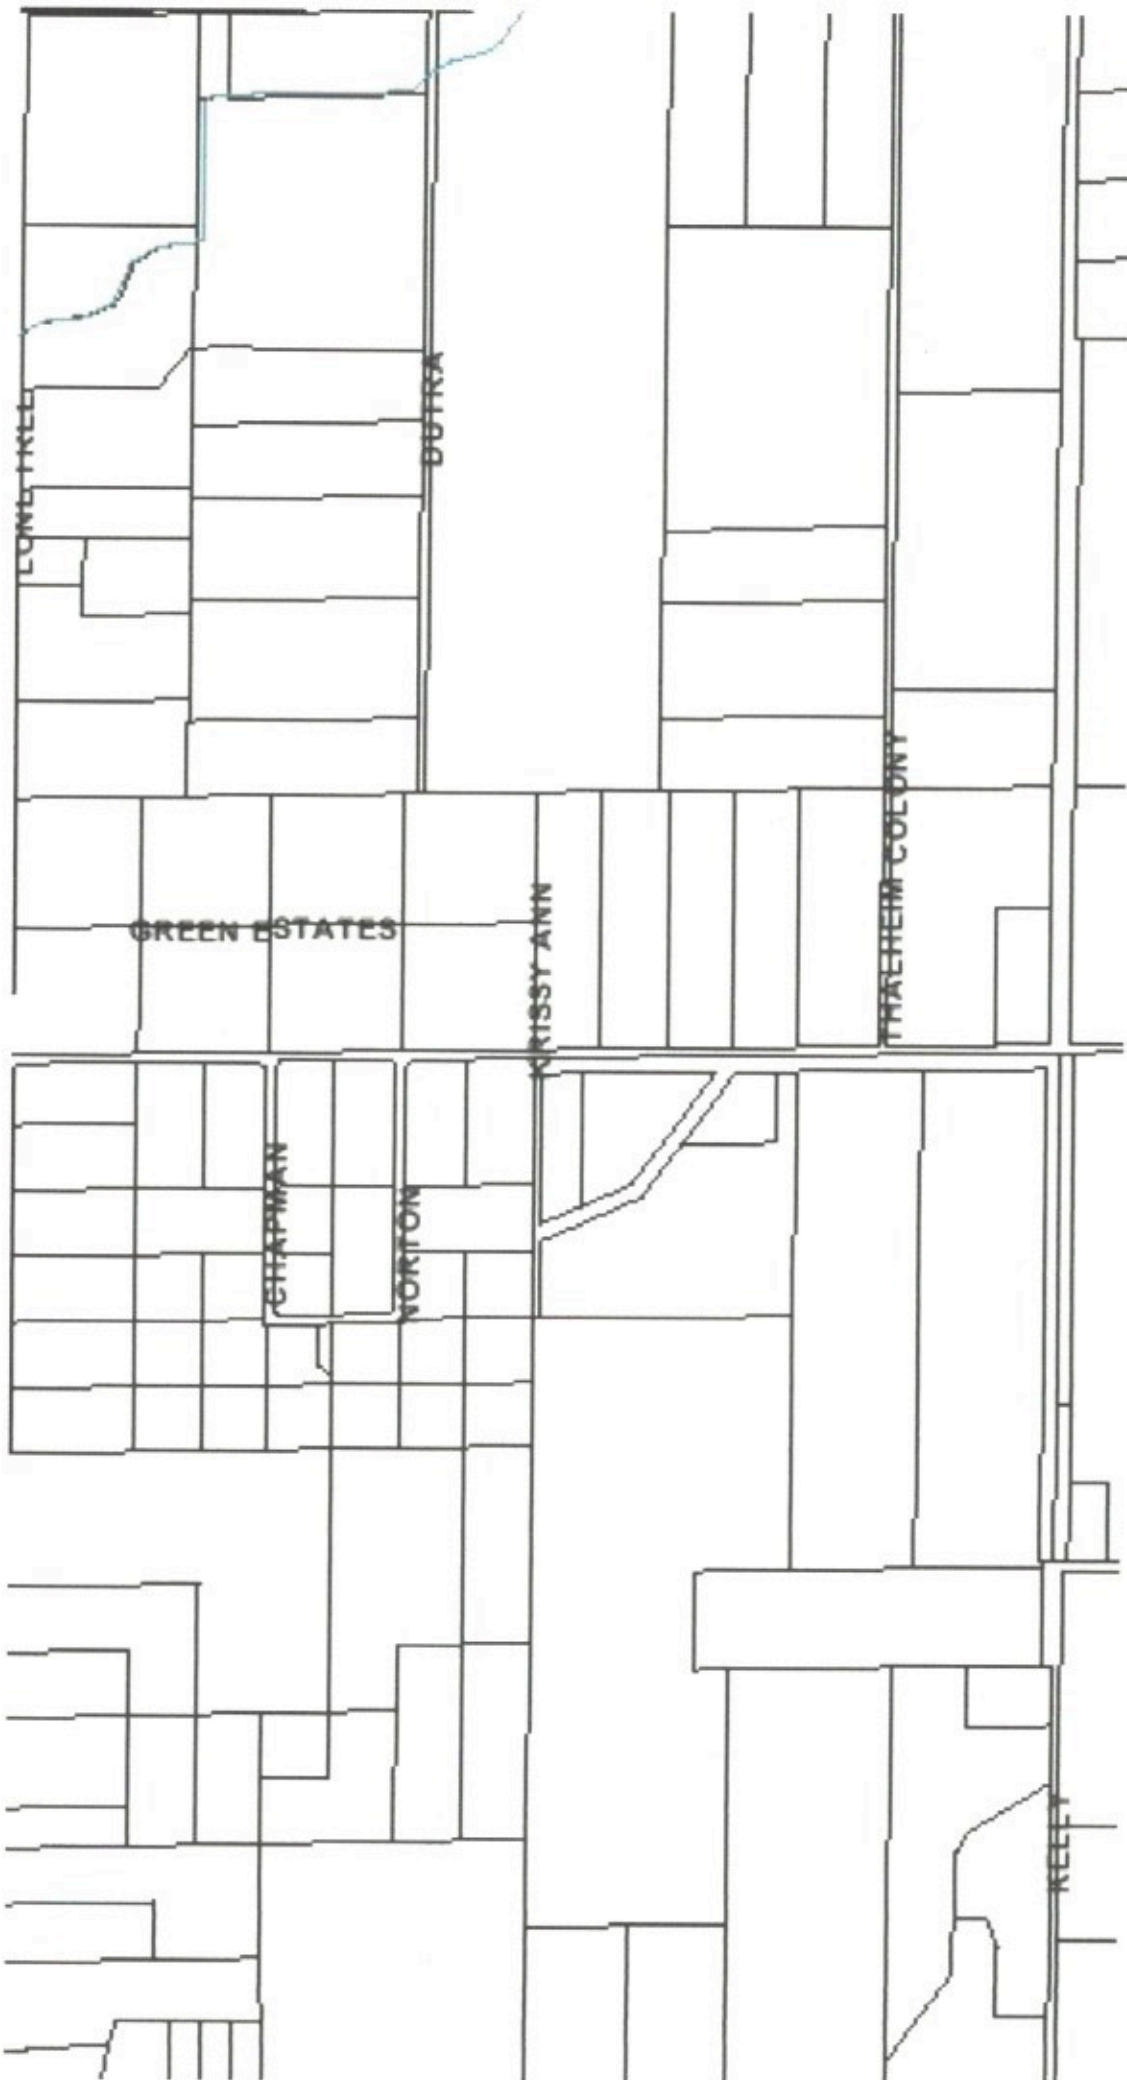 DUTRA
LONE TREE
THALHEIM COLONY
KRISSY ANN
GREEN ESTATES
CHAPMAN
NORTON
KELLY